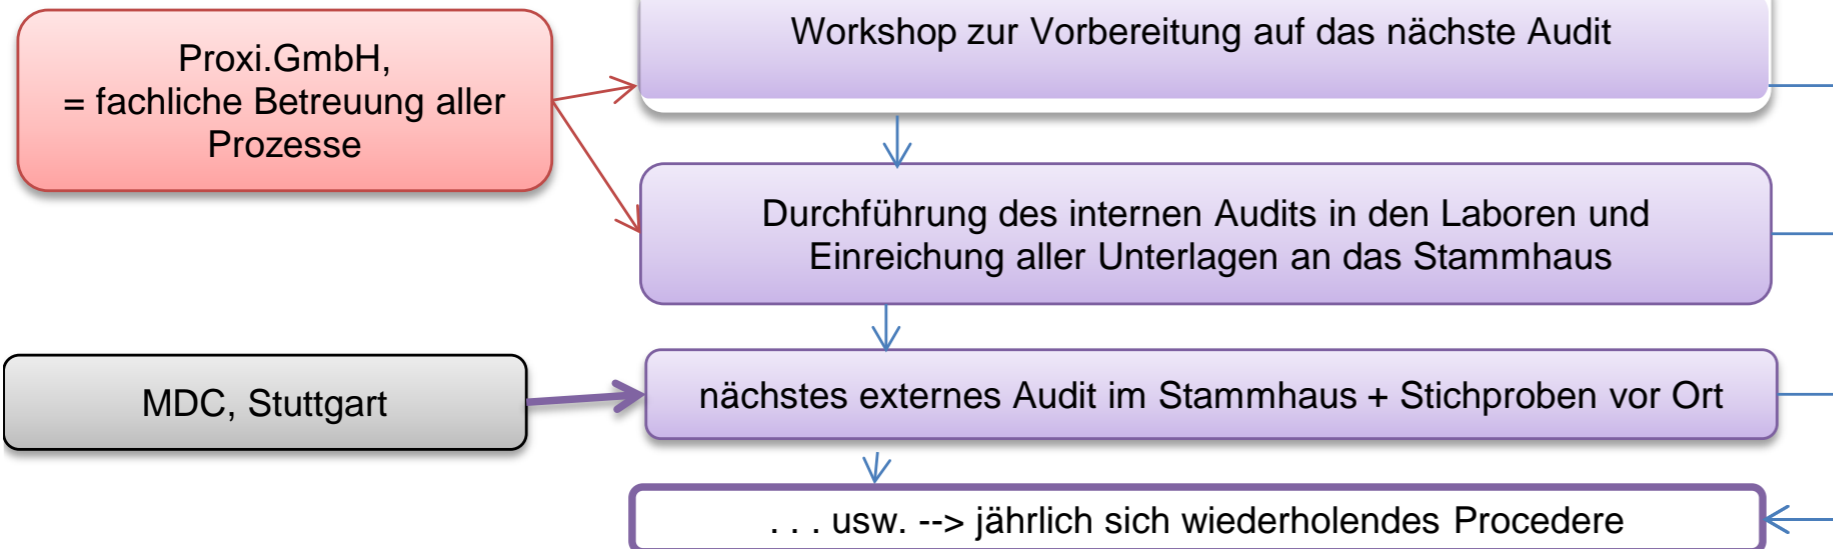 Workshop zur Vorbereitung auf das nächste Audit
Proxi.GmbH,
= fachliche Betreuung aller
Prozesse
Durchführung des internen Audits in den Laboren und
Einreichung aller Unterlagen an das Stammhaus
MDC, Stuttgart
nächstes externes Audit im Stammhaus + Stichproben vor Ort
. . . usw. --> jährlich sich wiederholendes Procedere